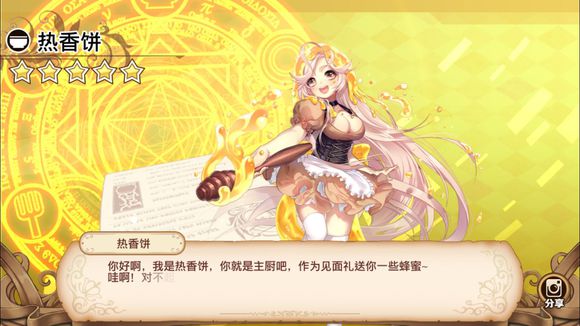 热香饼
热香饼
你好啊，我是热香饼，你就是主厨吧，作为见面礼送你一些蜂蜜~
哇啊！对不起
分享